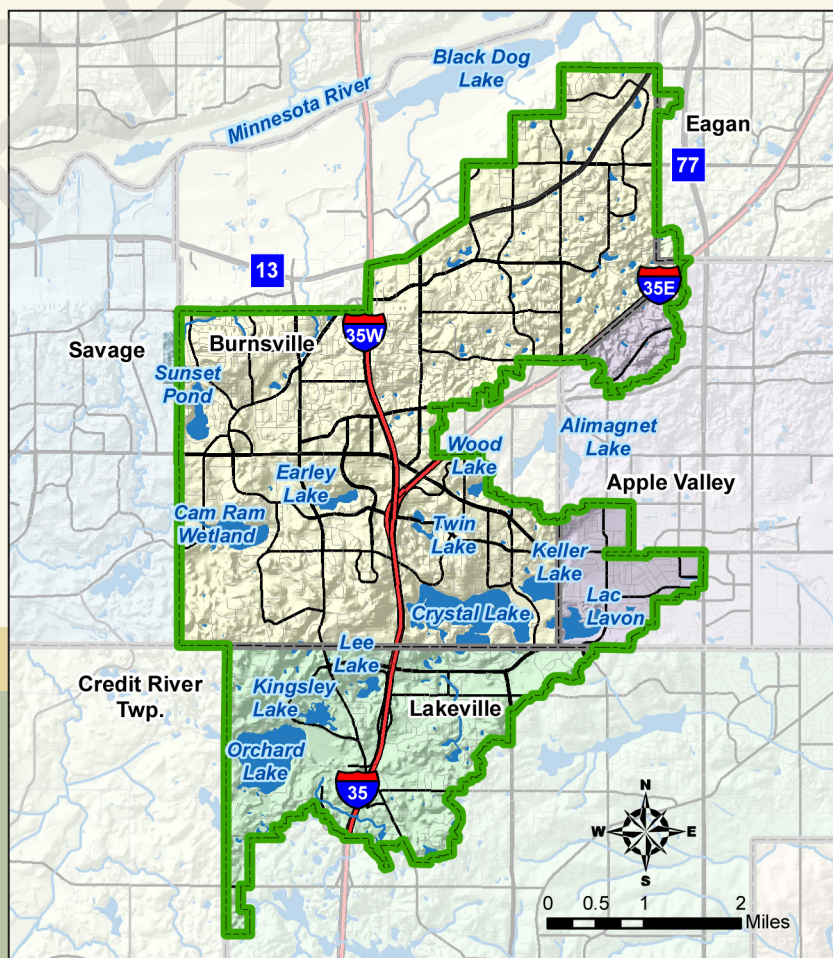 Black Dog
Lake
Minnesota River
Eagan
77
13
35E
35W
Savage
Burnsville
Sunset
Pond
Alimagnet
Lake
Wood
Lake
Apple Valley
Earley
Lake
Cam Ram
Wetland
Twin
Lake
Keller
Lake
Lac
Lavon
Crystal Lake
Lee
Lake
Credit River
Twp.
Kingsley
Lake
Lakeville
Orchard
Lake
35
N
W
E
S
0 0.5 1 2
Miles